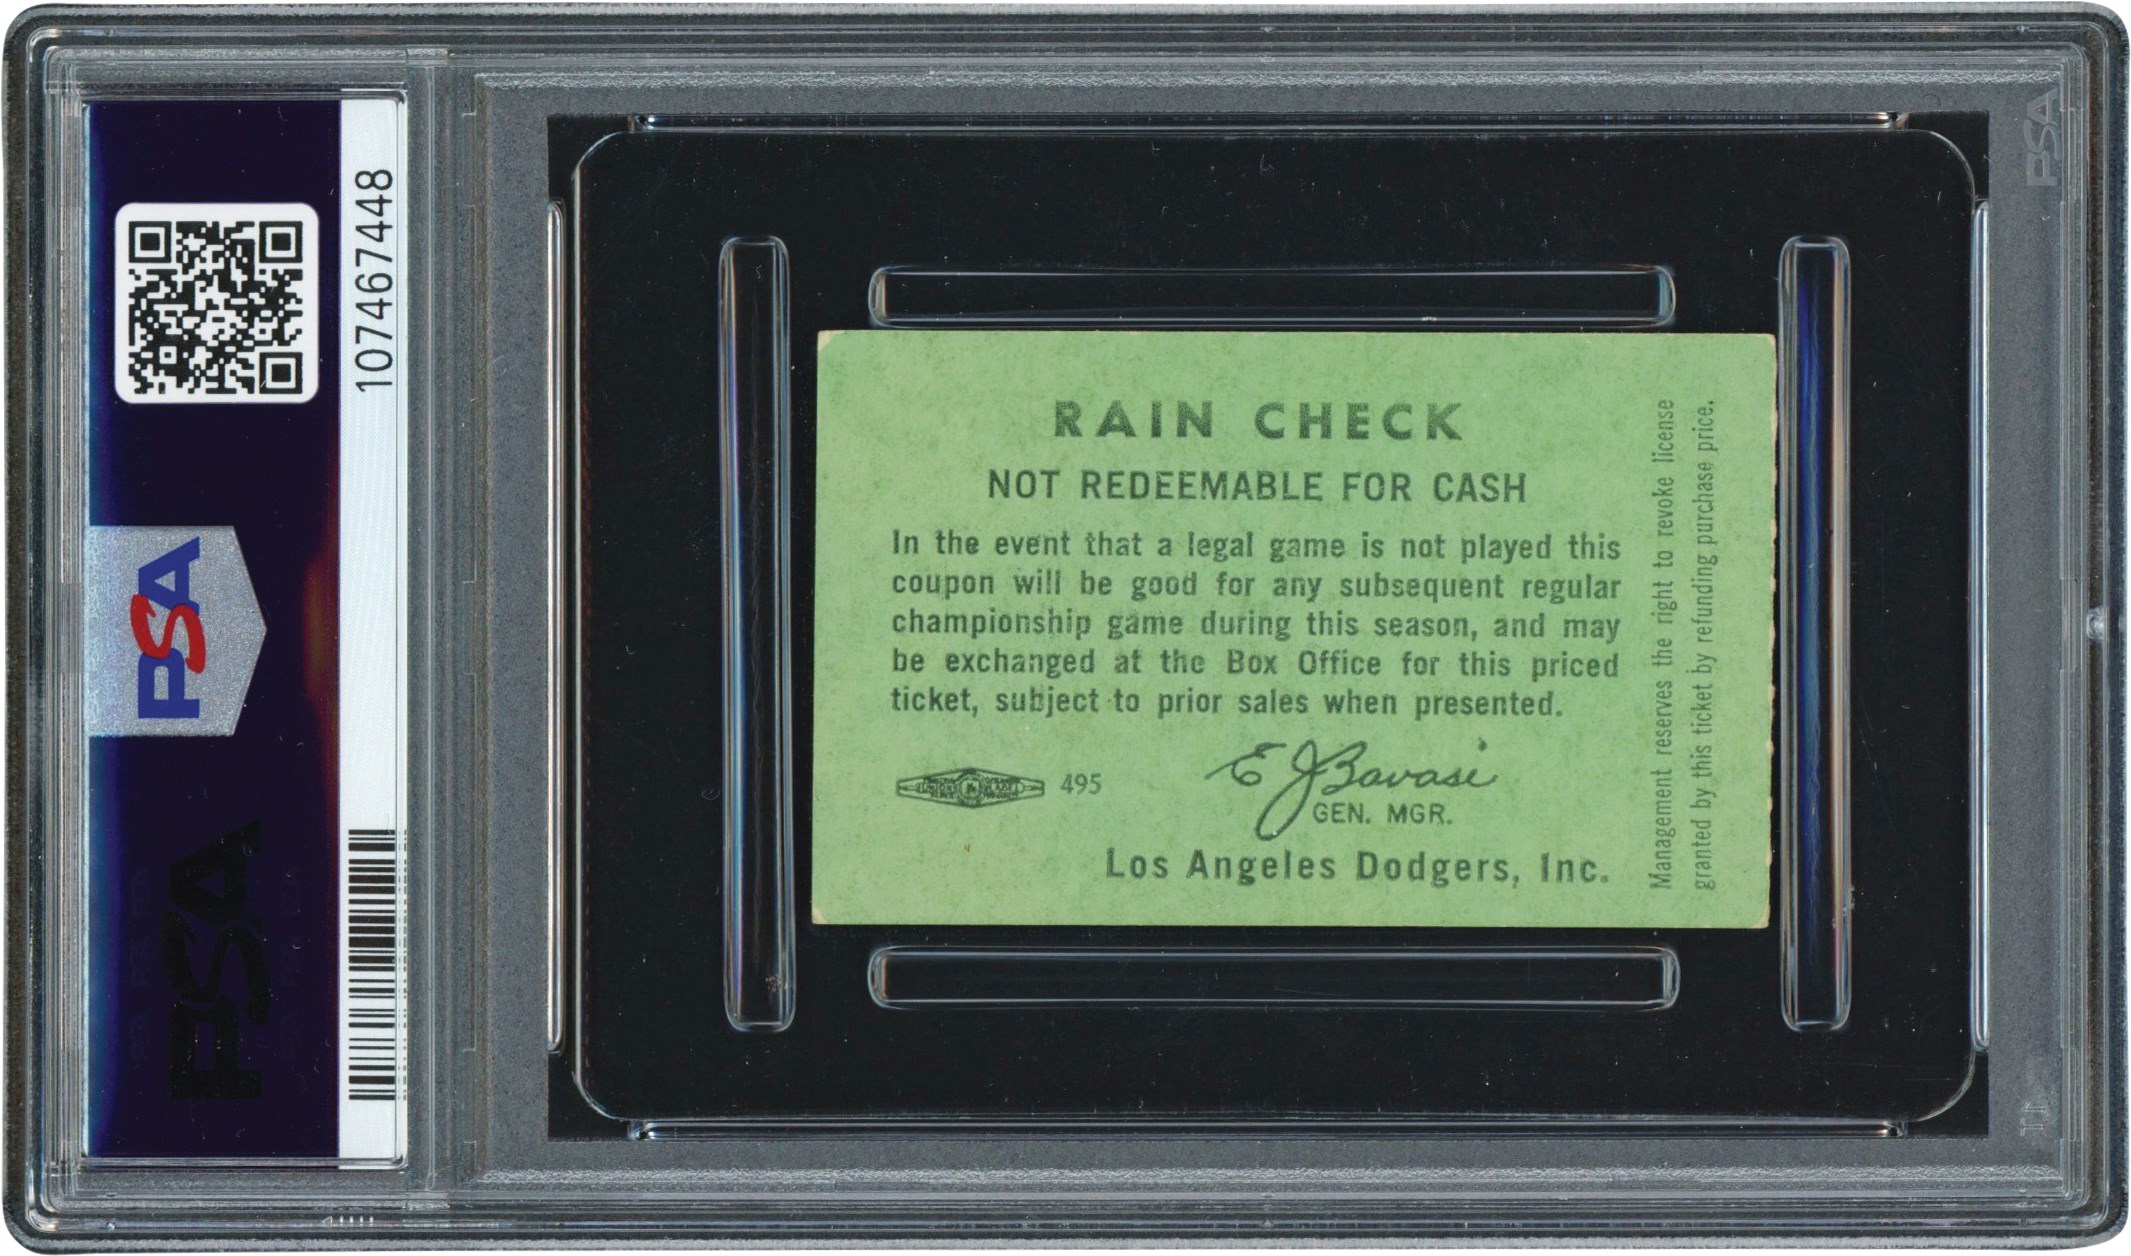 107467448
PSA
PSA
PSA
RAIN CHECK
NOT REDEEMABLE FOR CASH
In the event that a legal game is not played this
coupon will be good for any subsequent regular
championship game during this season, and may
be exchanged at the Box Office for this priced
ticket, subject to prior sales when presented.
495
E J Bavasi
GEN. MGR.
Los Angeles Dodgers, Inc.
Management reserves the right to revoke license
granted by this ticket by refunding purchase price.